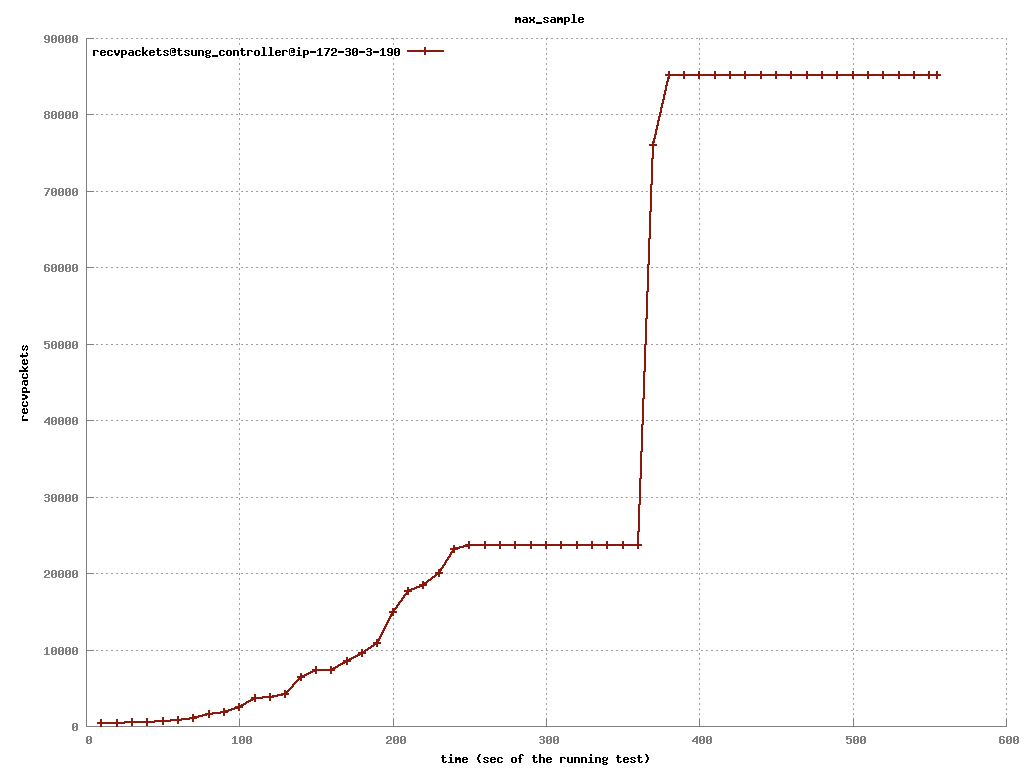 max_sample
90000
recvpackets@tsung_controller@ip-172-30-3-190
80000
70000
60000
50000
recvpackets
40000
30000
20000
10000
0
0 100 200 300 400 500 600
time (sec of the running test)